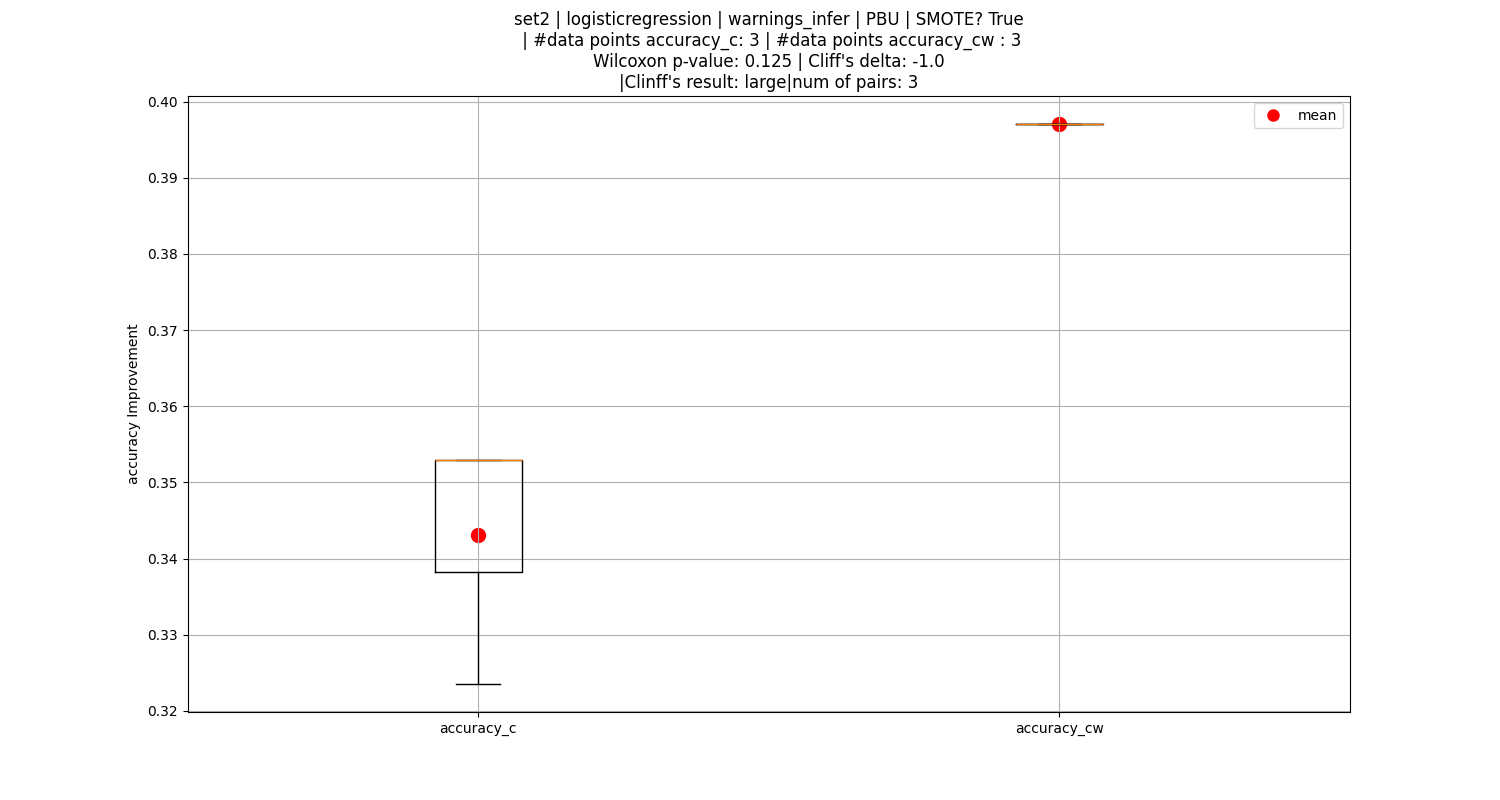 set2 | logisticregression | warnings_infer | PBU | SMOTE? True
| #data points accuracy_c: 3 | #data points accuracy_cw : 3
Wilcoxon p-value: 0.125 | Cliff's delta: -1.0
|Clinff's result: large|num of pairs: 3
mean
accuracy Improvement
0.40
0.39
0.38
0.37
0.36
0.35
0.34
0.33
0.32
accuracy_c
accuracy_cw